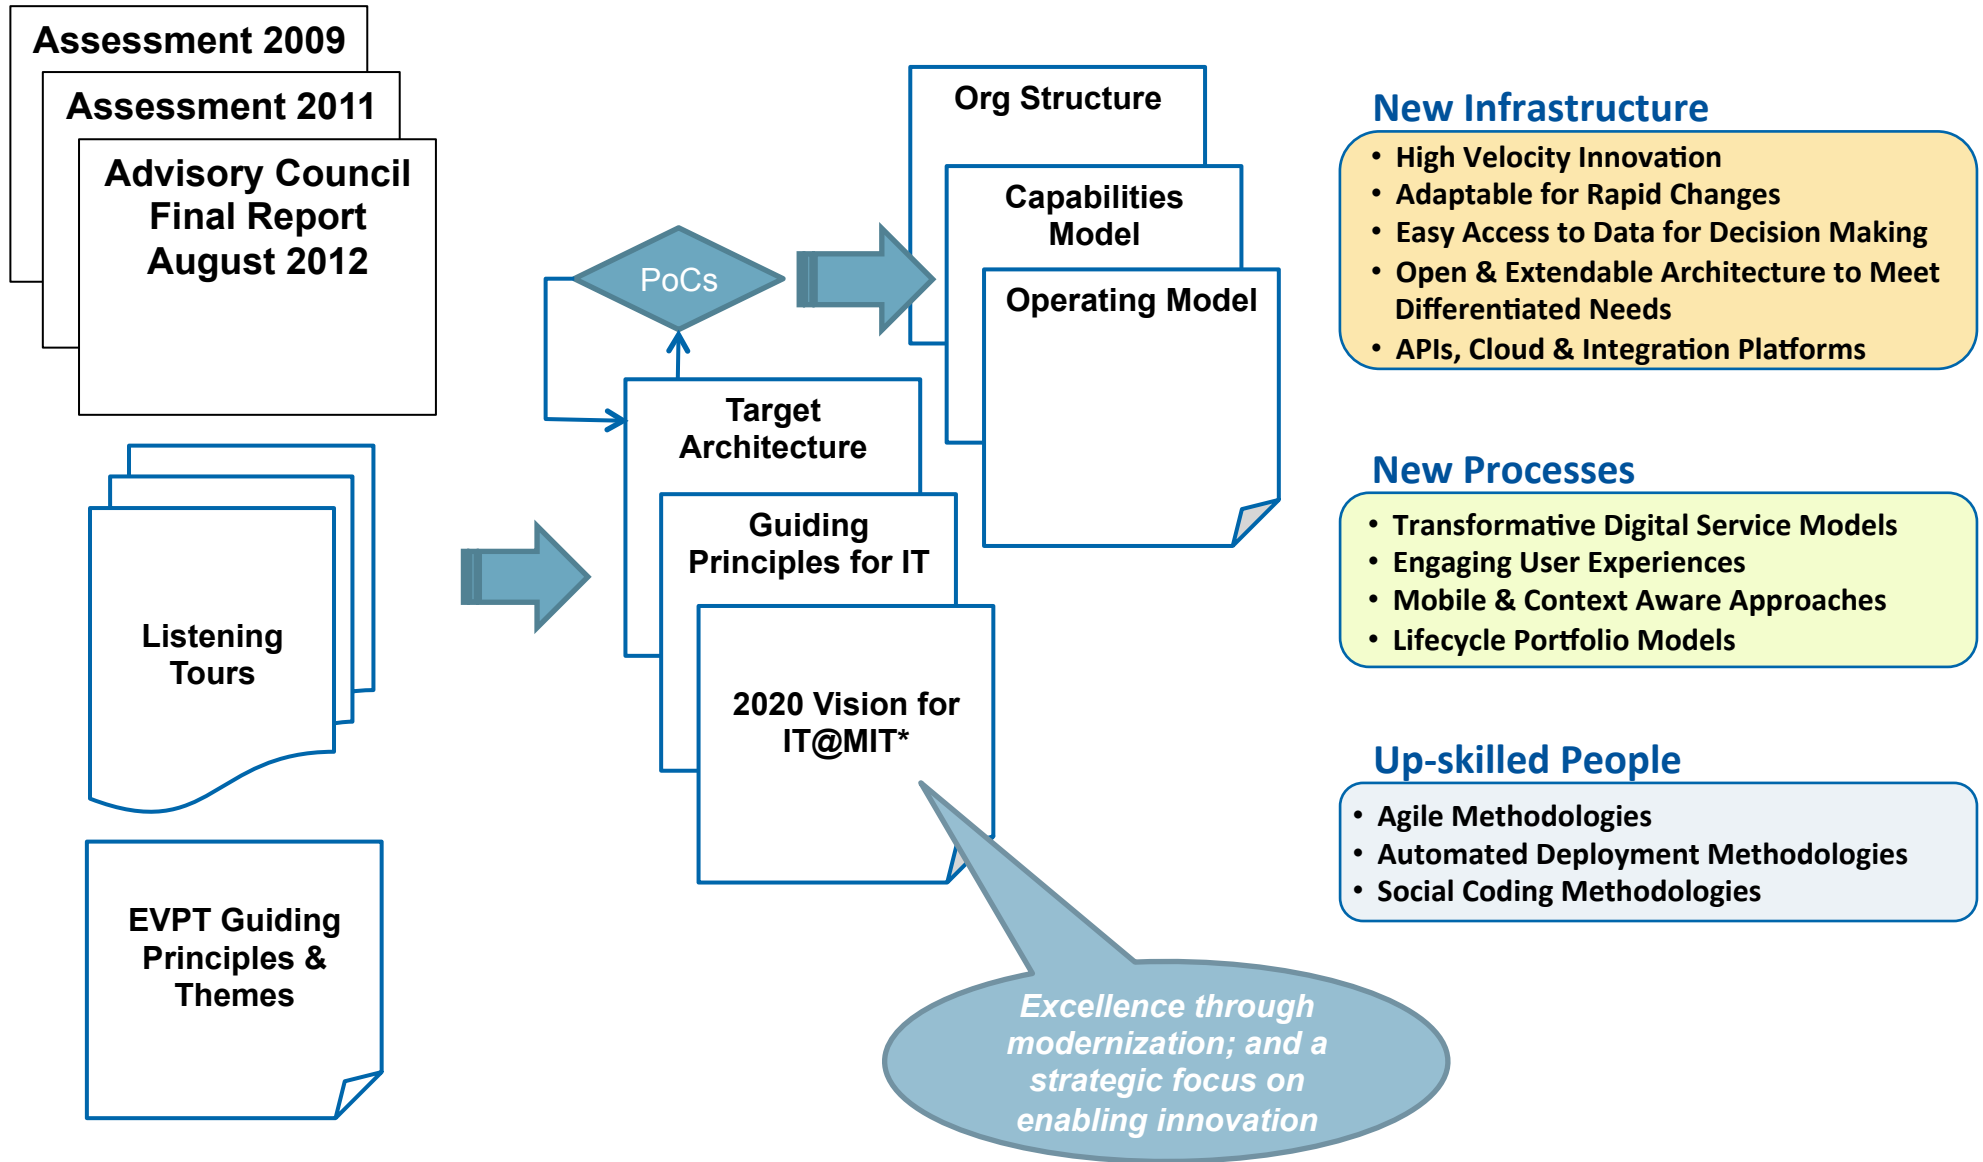 Assessment 2009
Assessment 2011
Advisory Council
Final Report
August 2012
Listening
Tours
EVPT Guiding
Principles &
Themes
PoCs
Target
Architecture
Guiding
Principles for IT
2020 Vision for
IT@MIT*
Excellence through
modernization; and a
strategic focus on
enabling innovation
Org Structure
Capabilities
Model
Operating Model
New Infrastructure
• High Velocity Innovation
• Adaptable for Rapid Changes
• Easy Access to Data for Decision Making
• Open & Extendable Architecture to Meet
Differentiated Needs
• APIs, Cloud & Integration Platforms
New Processes
• Transformative Digital Service Models
• Engaging User Experiences
• Mobile & Context Aware Approaches
• Lifecycle Portfolio Models
Up-skilled People
• Agile Methodologies
• Automated Deployment Methodologies
• Social Coding Methodologies